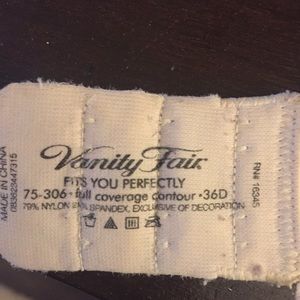 Vanity Fair
FITS YOU PERFECTLY
75-306 • full coverage contour • 36D
79% NYLON 21% SPANDEX, EXCLUSIVE OF DECORATION
MADE IN CHINA
RN# 16345